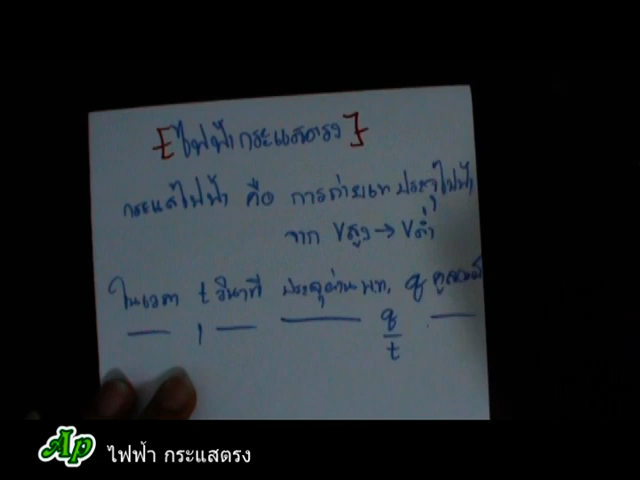 {ไฟฟ้ากระแสตรง}
กระแสไฟฟ้า คือ การถ่ายเทประจุไฟฟ้า
จาก Vสูง → Vต่ำ
ในเวลา t วินาที ประจุผ่าน พ.ท. q คูลอมบ์
— 1 — — q/t —
Ap ไฟฟ้า กระแสตรง